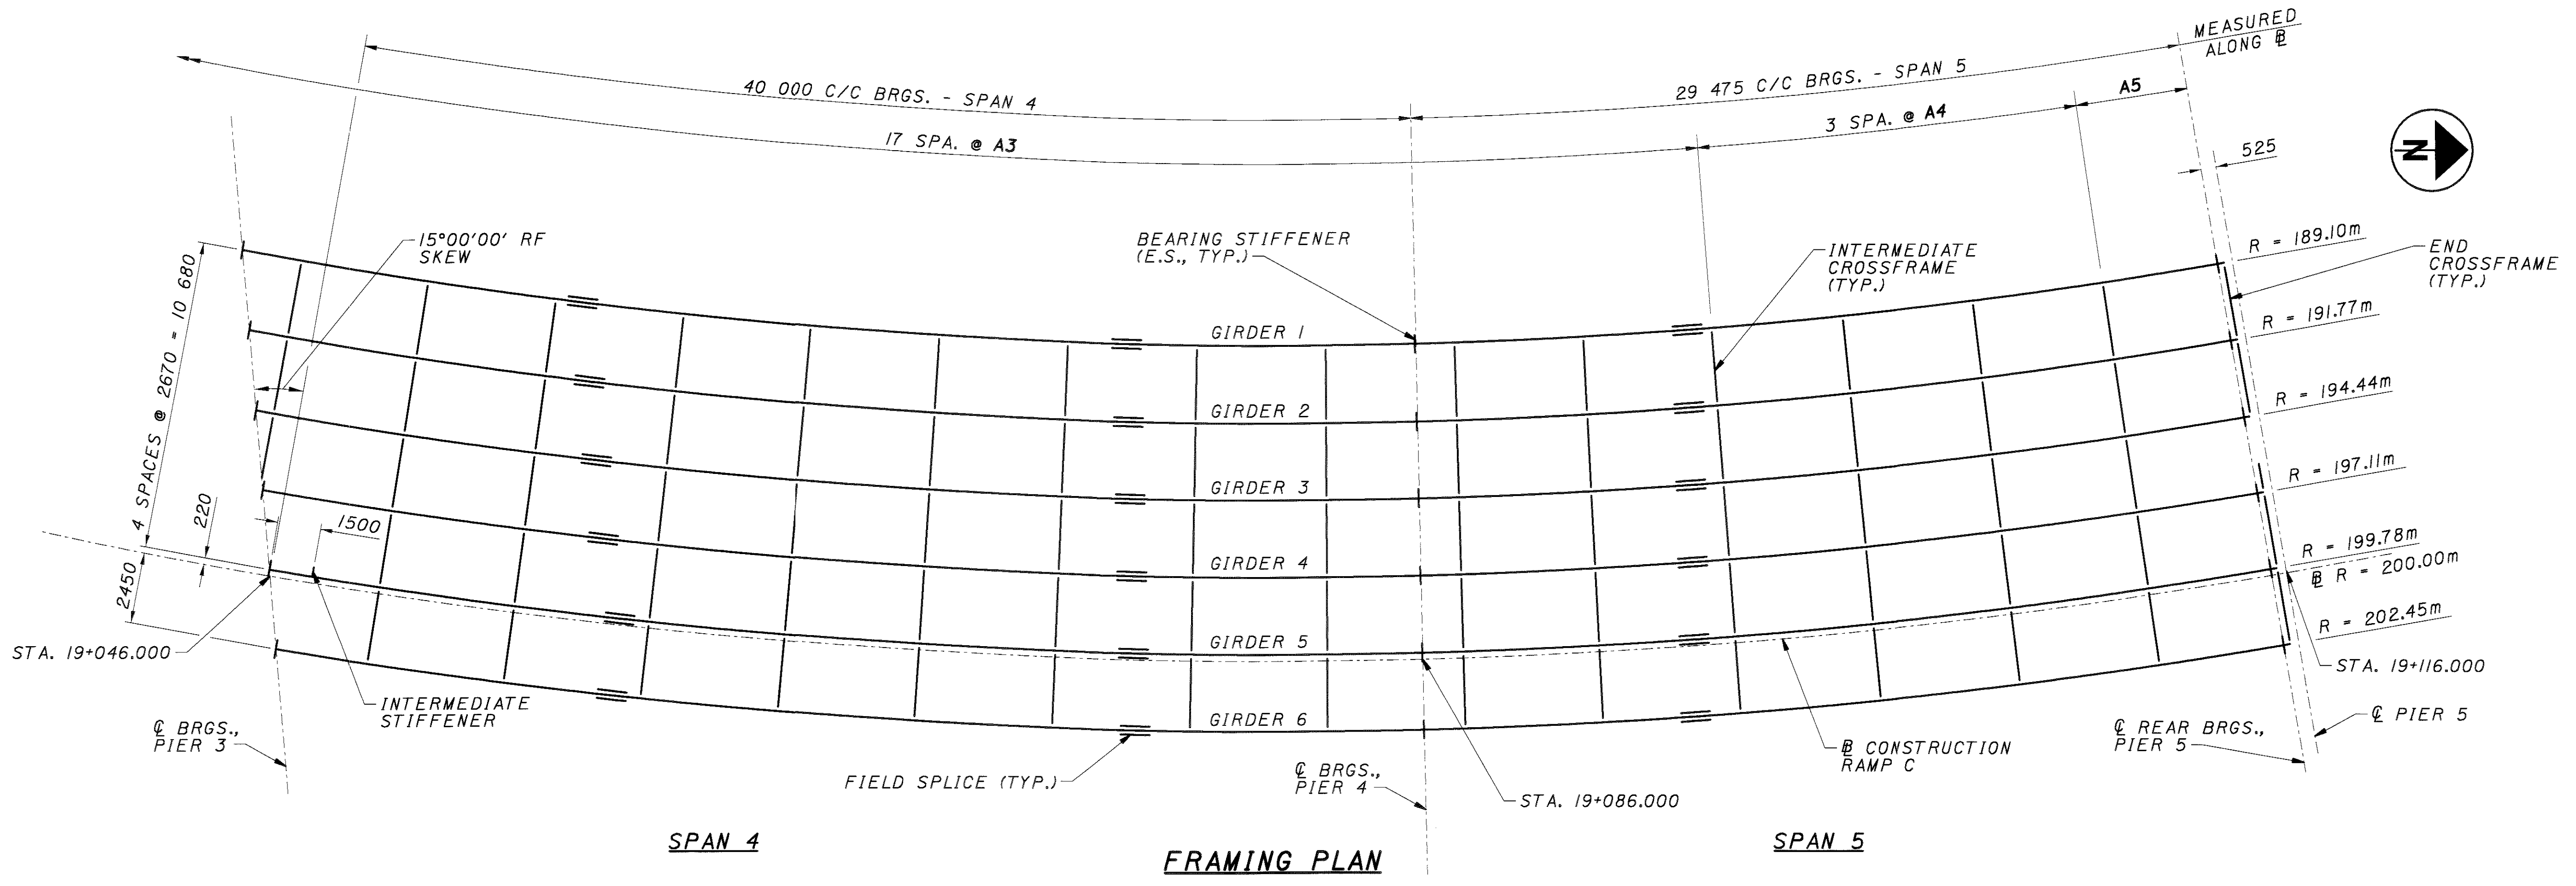 MEASURED
ALONG ℄
40 000 C/C BRGS. - SPAN 4
29 475 C/C BRGS. - SPAN 5
A5
17 SPA. @ A3
3 SPA. @ A4
525
N
15°00'00' RF
SKEW
BEARING STIFFENER
(E.S., TYP.)
INTERMEDIATE
CROSSFRAME
(TYP.)
R = 189.10m
END
CROSSFRAME
(TYP.)
4 SPACES @ 2670 = 10 680
GIRDER 1
R = 191.77m
GIRDER 2
R = 194.44m
GIRDER 3
R = 197.11m
220
1500
GIRDER 4
R = 199.78m
BL R = 200.00m
2450
GIRDER 5
R = 202.45m
STA. 19+046.000
STA. 19+116.000
INTERMEDIATE
STIFFENER
GIRDER 6
℄ BRGS.,
PIER 3
℄ PIER 5
℄ REAR BRGS.,
PIER 5
BL CONSTRUCTION
RAMP C
FIELD SPLICE (TYP.)
℄ BRGS.,
PIER 4
STA. 19+086.000
SPAN 4
SPAN 5
FRAMING PLAN